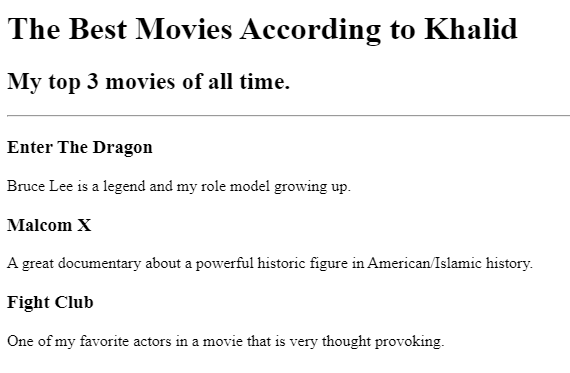 The Best Movies According to Khalid
My top 3 movies of all time.
Enter The Dragon
Bruce Lee is a legend and my role model growing up.
Malcom X
A great documentary about a powerful historic figure in American/Islamic history.
Fight Club
One of my favorite actors in a movie that is very thought provoking.